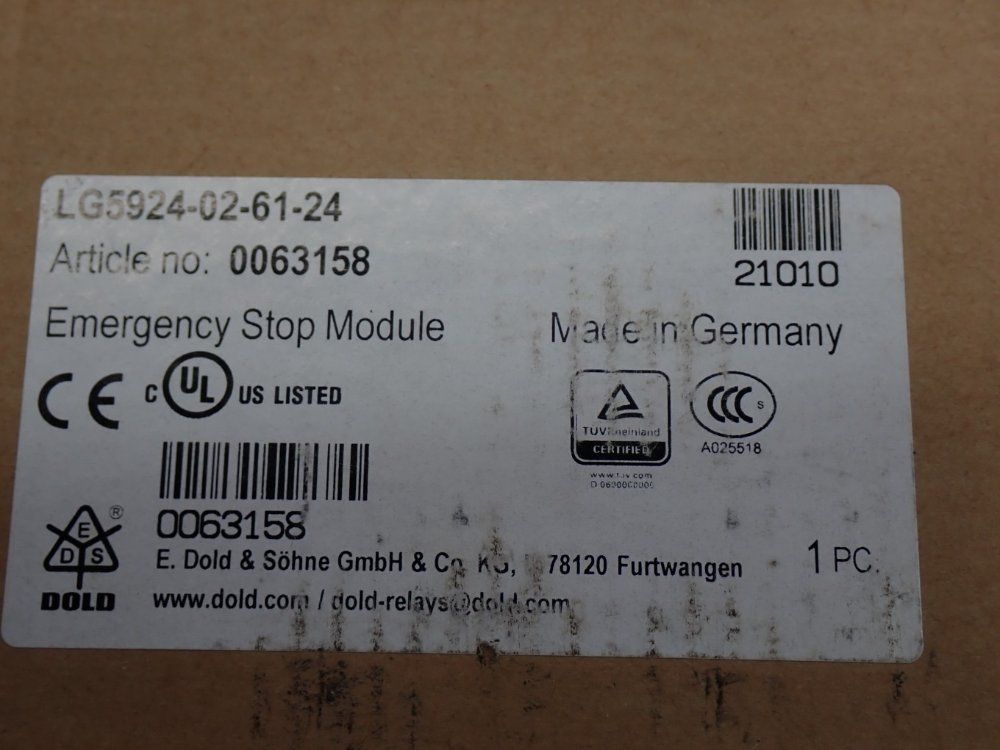 LG5924-02-61-24
Article no: 0063158
21010
Emergency Stop Module
Made in Germany
CE
C UL US LISTED
TÜVRheinland
CERTIFIED
CCC S
A025518
www.tuv.com
0063158
E D S ®
DOLD
E. Dold & Söhne GmbH & Co. KG, 78120 Furtwangen
1 PC.
www.dold.com / dold-relays@dold.com